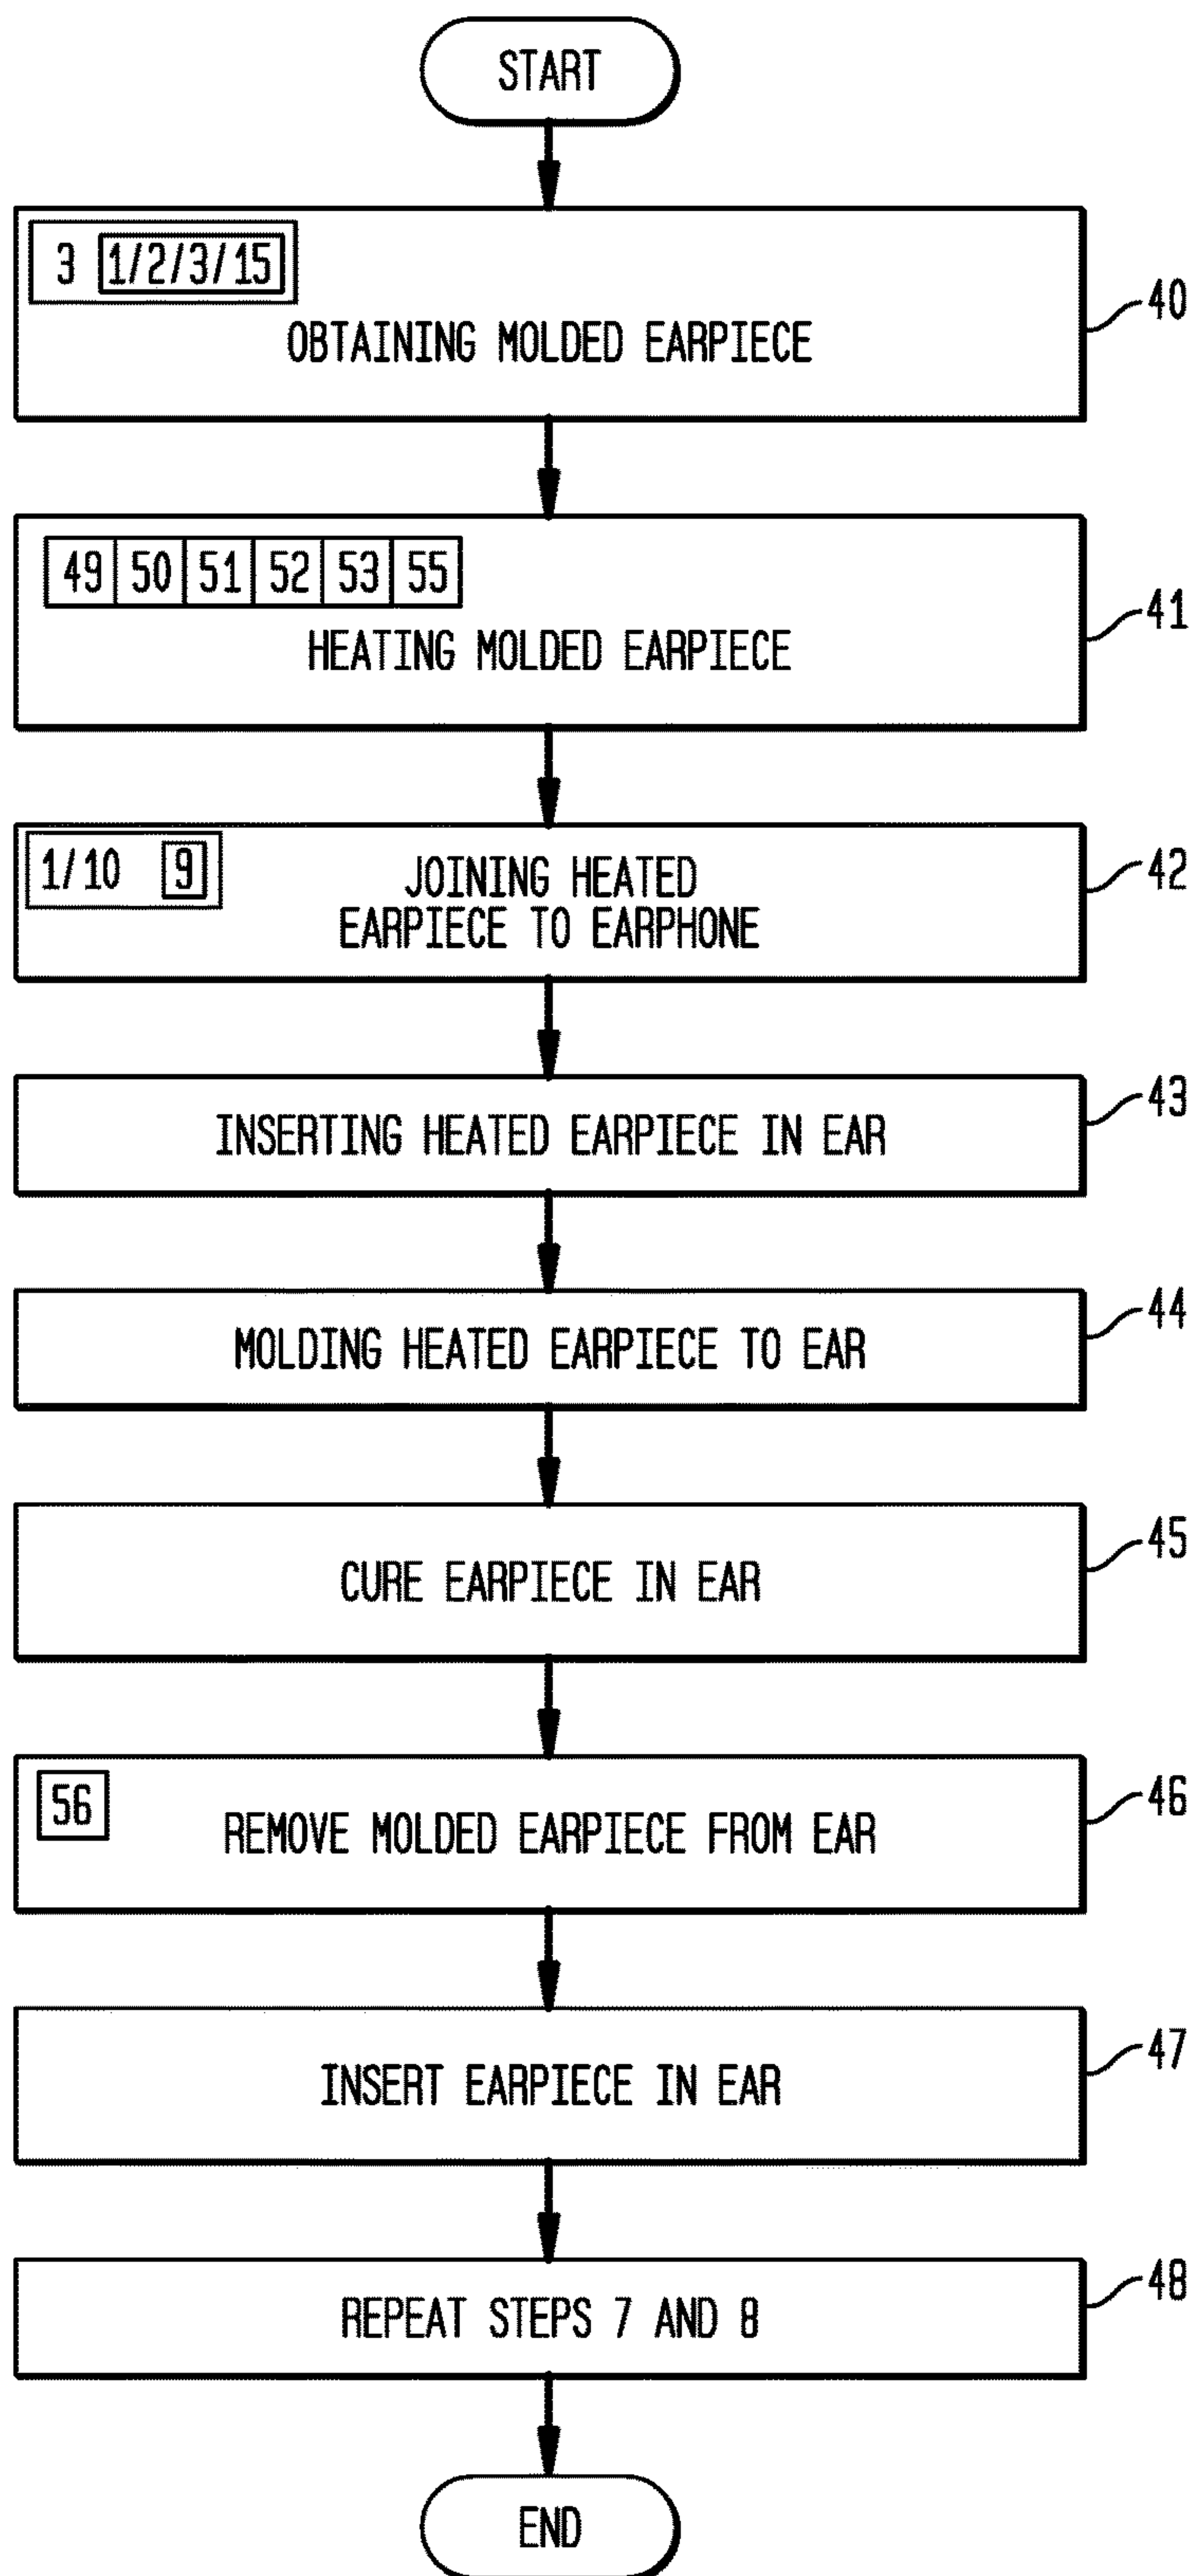 START
3 1/2/3/15
OBTAINING MOLDED EARPIECE
40
49 50 51 52 53 55
HEATING MOLDED EARPIECE
41
1/10 9
JOINING HEATED
EARPIECE TO EARPHONE
42
INSERTING HEATED EARPIECE IN EAR
43
MOLDING HEATED EARPIECE TO EAR
44
CURE EARPIECE IN EAR
45
56
REMOVE MOLDED EARPIECE FROM EAR
46
INSERT EARPIECE IN EAR
47
REPEAT STEPS 7 AND 8
48
END